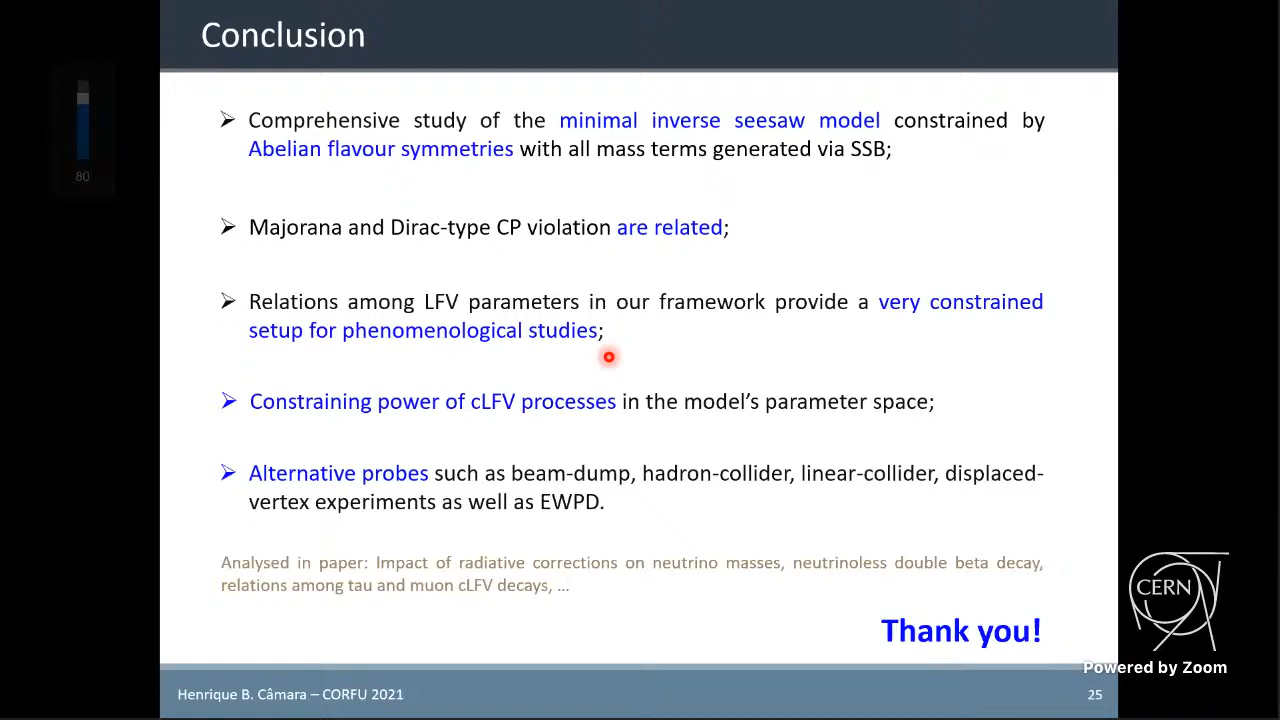 Conclusion
80
➢ Comprehensive study of the minimal inverse seesaw model constrained by
Abelian flavour symmetries with all mass terms generated via SSB;
➢ Majorana and Dirac-type CP violation are related;
➢ Relations among LFV parameters in our framework provide a very constrained
setup for phenomenological studies;
➢ Constraining power of cLFV processes in the model's parameter space;
➢ Alternative probes such as beam-dump, hadron-collider, linear-collider, displaced-
vertex experiments as well as EWPD.
Analysed in paper: Impact of radiative corrections on neutrino masses, neutrinoless double beta decay,
relations among tau and muon cLFV decays, ...
Thank you!
CERN
Powered by Zoom
Henrique B. Câmara – CORFU 2021
25